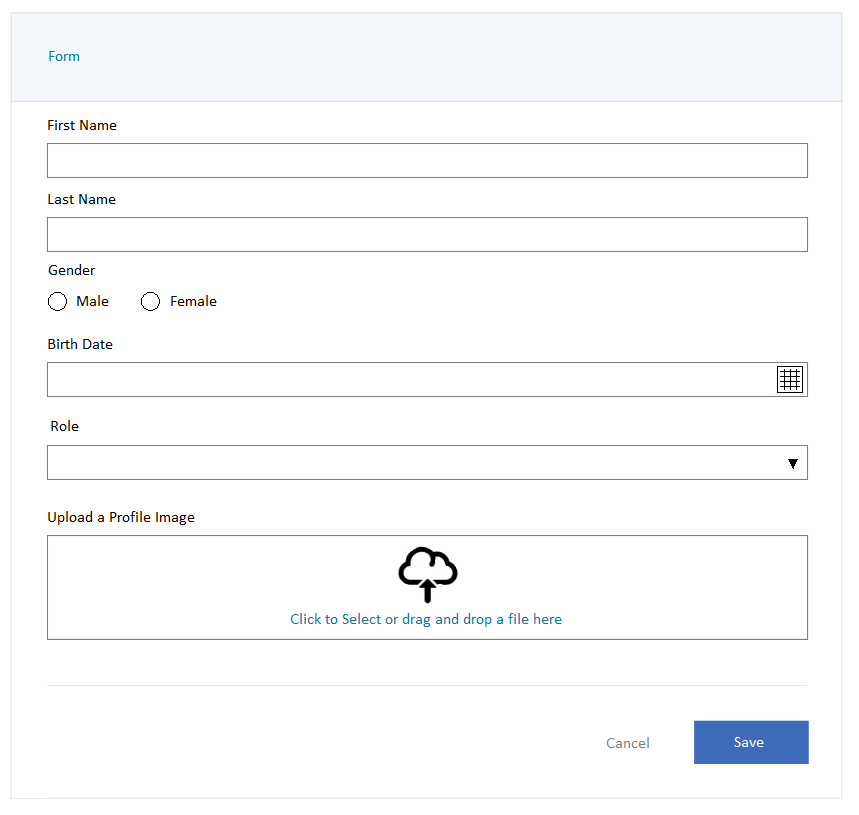 Form
First Name
Last Name
Gender
Male Female
Birth Date
Role
Upload a Profile Image
Click to Select or drag and drop a file here
Cancel Save